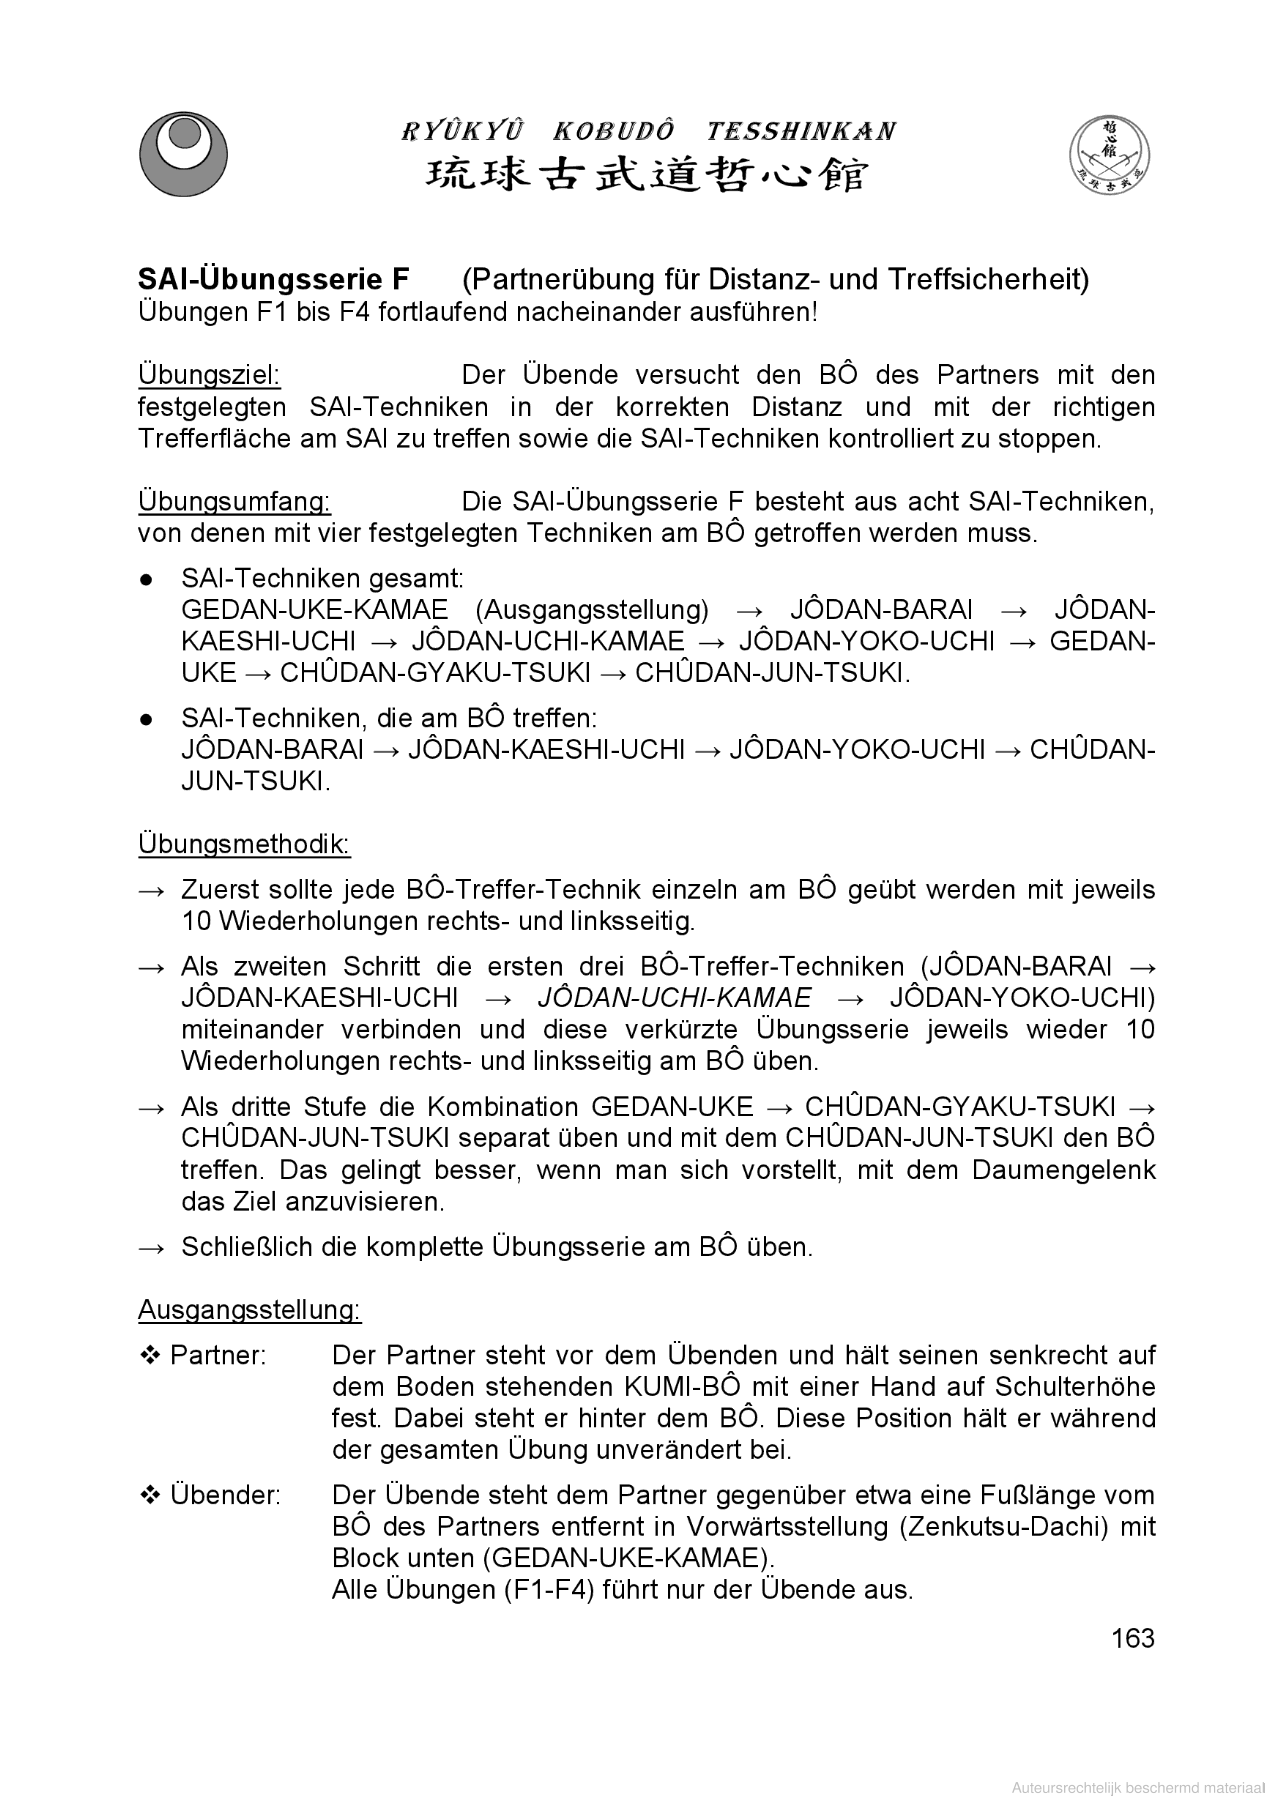 RYÛKYÛ KOBUDÔ TESSHINKAN
琉球古武道哲心館
哲心館
琉球古武道
SAI-Übungsserie F (Partnerübung für Distanz- und Treffsicherheit)
Übungen F1 bis F4 fortlaufend nacheinander ausführen!
Übungsziel: Der Übende versucht den BÔ des Partners mit den
festgelegten SAI-Techniken in der korrekten Distanz und mit der richtigen
Trefferfläche am SAI zu treffen sowie die SAI-Techniken kontrolliert zu stoppen.
Übungsumfang: Die SAI-Übungsserie F besteht aus acht SAI-Techniken,
von denen mit vier festgelegten Techniken am BÔ getroffen werden muss.
● SAI-Techniken gesamt:
GEDAN-UKE-KAMAE (Ausgangsstellung) → JÔDAN-BARAI → JÔDAN-
KAESHI-UCHI → JÔDAN-UCHI-KAMAE → JÔDAN-YOKO-UCHI → GEDAN-
UKE → CHÛDAN-GYAKU-TSUKI → CHÛDAN-JUN-TSUKI.
● SAI-Techniken, die am BÔ treffen:
JÔDAN-BARAI → JÔDAN-KAESHI-UCHI → JÔDAN-YOKO-UCHI → CHÛDAN-
JUN-TSUKI.
Übungsmethodik:
→ Zuerst sollte jede BÔ-Treffer-Technik einzeln am BÔ geübt werden mit jeweils
10 Wiederholungen rechts- und linksseitig.
→ Als zweiten Schritt die ersten drei BÔ-Treffer-Techniken (JÔDAN-BARAI →
JÔDAN-KAESHI-UCHI → JÔDAN-UCHI-KAMAE → JÔDAN-YOKO-UCHI)
miteinander verbinden und diese verkürzte Übungsserie jeweils wieder 10
Wiederholungen rechts- und linksseitig am BÔ üben.
→ Als dritte Stufe die Kombination GEDAN-UKE → CHÛDAN-GYAKU-TSUKI →
CHÛDAN-JUN-TSUKI separat üben und mit dem CHÛDAN-JUN-TSUKI den BÔ
treffen. Das gelingt besser, wenn man sich vorstellt, mit dem Daumengelenk
das Ziel anzuvisieren.
→ Schließlich die komplette Übungsserie am BÔ üben.
Ausgangsstellung:
❖ Partner: Der Partner steht vor dem Übenden und hält seinen senkrecht auf
dem Boden stehenden KUMI-BÔ mit einer Hand auf Schulterhöhe
fest. Dabei steht er hinter dem BÔ. Diese Position hält er während
der gesamten Übung unverändert bei.
❖ Übender: Der Übende steht dem Partner gegenüber etwa eine Fußlänge vom
BÔ des Partners entfernt in Vorwärtsstellung (Zenkutsu-Dachi) mit
Block unten (GEDAN-UKE-KAMAE).
Alle Übungen (F1-F4) führt nur der Übende aus.
163
Auteursrechtelijk beschermd materiaal